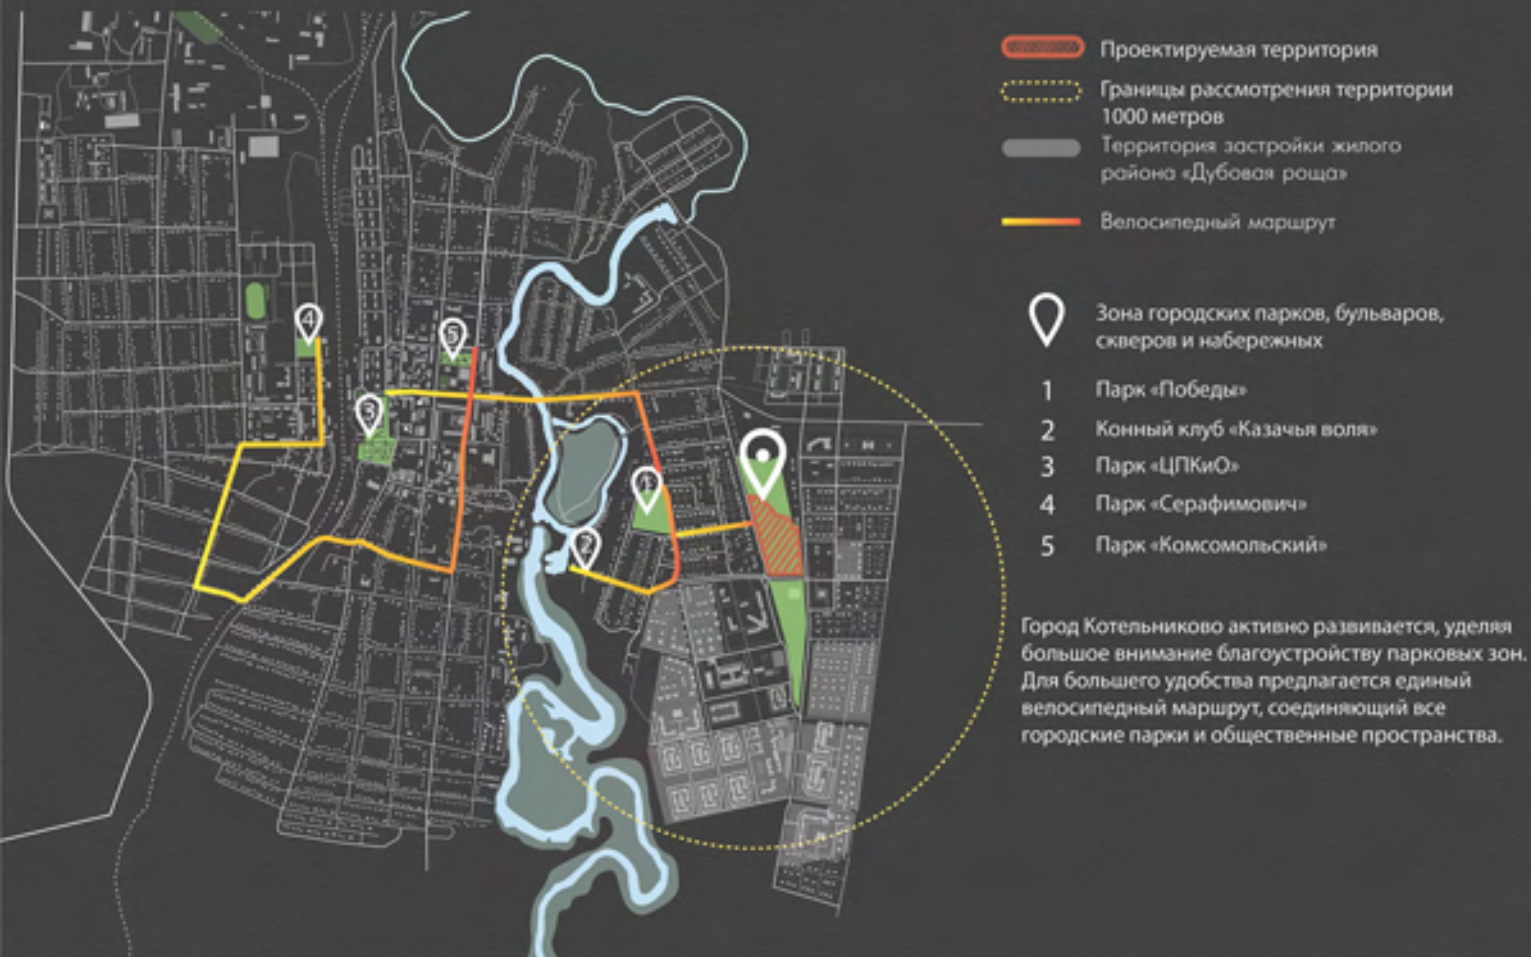 Проектируемая территория
Границы рассмотрения территории
1000 метров
Территория застройки жилого
района «Дубовая роща»
Велосипедный маршрут
Зона городских парков, бульваров,
скверов и набережных
1 Парк «Победы»
2 Конный клуб «Казачья воля»
3 Парк «ЦПКиО»
4 Парк «Серафимович»
5 Парк «Комсомольский»
Город Котельниково активно развивается, уделяя
большое внимание благоустройству парковых зон.
Для большего удобства предлагается единый
велосипедный маршрут, соединяющий все
городские парки и общественные пространства.
4
5
3
1
2